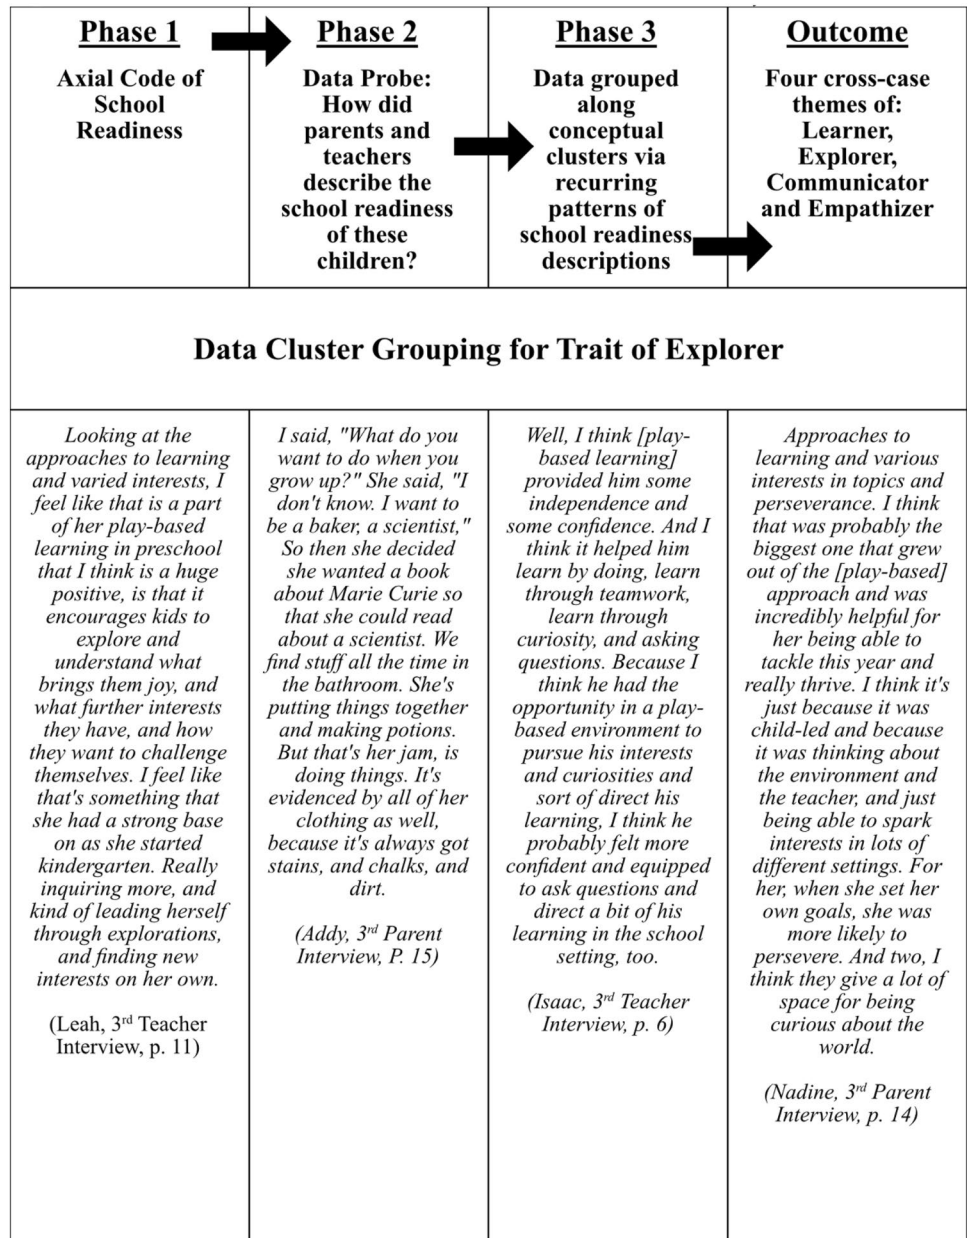 Phase 1
Axial Code of
School
Readiness
Phase 2
Data Probe:
How did
parents and
teachers
describe the
school readiness
of these
children?
Phase 3
Data grouped
along
conceptual
clusters via
recurring
patterns of
school readiness
descriptions
Outcome
Four cross-case
themes of:
Learner,
Explorer,
Communicator
and Empathizer
Data Cluster Grouping for Trait of Explorer
Looking at the
approaches to learning
and varied interests, I
feel like that is a part
of her play-based
learning in preschool
that I think is a huge
positive, is that it
encourages kids to
explore and
understand what
brings them joy, and
what further interests
they have, and how
they want to challenge
themselves. I feel like
that's something that
she had a strong base
on as she started
kindergarten. Really
inquiring more, and
kind of leading herself
through explorations,
and finding new
interests on her own.
(Leah, 3rd Teacher
Interview, p. 11)
I said, "What do you
want to do when you
grow up?" She said, "I
don't know. I want to
be a baker, a scientist,"
So then she decided
she wanted a book
about Marie Curie so
that she could read
about a scientist. We
find stuff all the time in
the bathroom. She's
putting things together
and making potions.
But that's her jam, is
doing things. It's
evidenced by all of her
clothing as well,
because it's always got
stains, and chalks, and
dirt.
(Addy, 3rd Parent
Interview, P. 15)
Well, I think [play-
based learning]
provided him some
independence and
some confidence. And I
think it helped him
learn by doing, learn
through teamwork,
learn through
curiosity, and asking
questions. Because I
think he had the
opportunity in a play-
based environment to
pursue his interests
and curiosities and
sort of direct his
learning, I think he
probably felt more
confident and equipped
to ask questions and
direct a bit of his
learning in the school
setting, too.
(Isaac, 3rd Teacher
Interview, p. 6)
Approaches to
learning and various
interests in topics and
perseverance. I think
that was probably the
biggest one that grew
out of the [play-based]
approach and was
incredibly helpful for
her being able to
tackle this year and
really thrive. I think it's
just because it was
child-led and because
it was thinking about
the environment and
the teacher, and just
being able to spark
interests in lots of
different settings. For
her, when she set her
own goals, she was
more likely to
persevere. And two, I
think they give a lot of
space for being
curious about the
world.
(Nadine, 3rd Parent
Interview, p. 14)